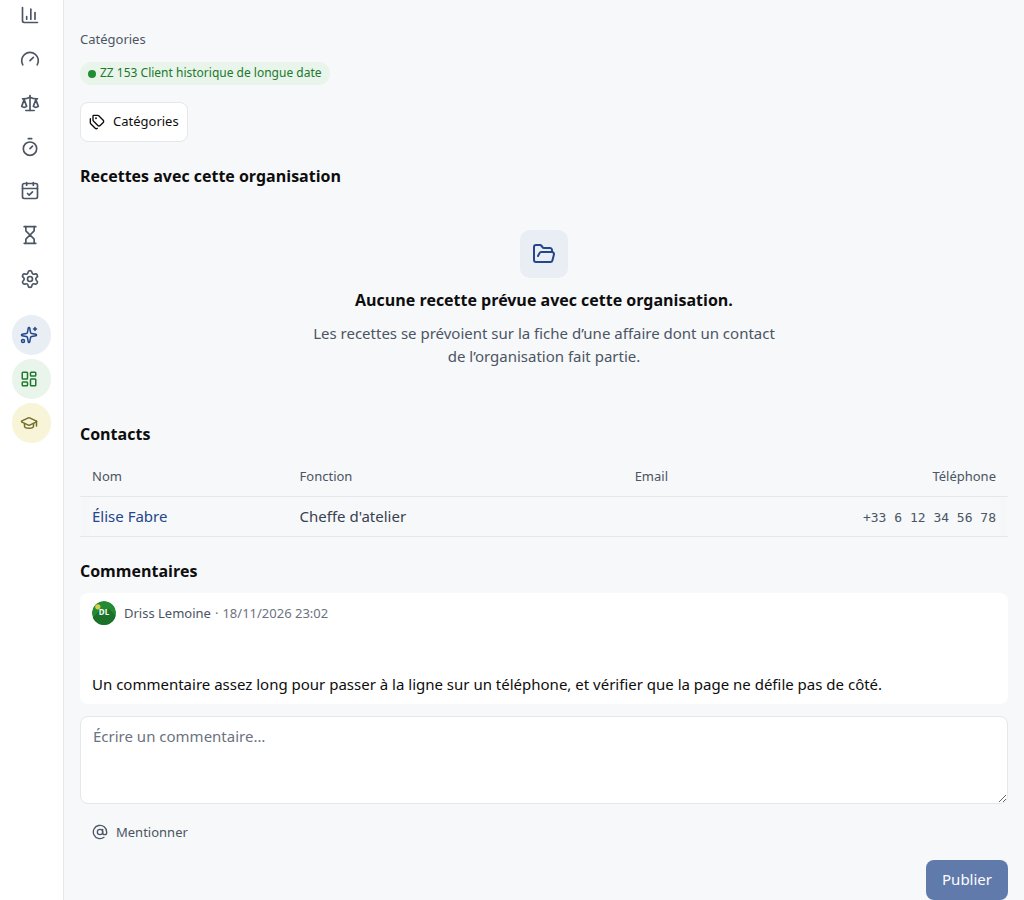 Catégories
ZZ 153 Client historique de longue date
Catégories
Recettes avec cette organisation
Aucune recette prévue avec cette organisation.
Les recettes se prévoient sur la fiche d’une affaire dont un contact
de l’organisation fait partie.
Contacts
Nom Fonction Email Téléphone
Élise Fabre Cheffe d'atelier +33 6 12 34 56 78
Commentaires
DL Driss Lemoine · 18/11/2026 23:02
Un commentaire assez long pour passer à la ligne sur un téléphone, et vérifier que la page ne défile pas de côté.
Écrire un commentaire…
Mentionner
Publier